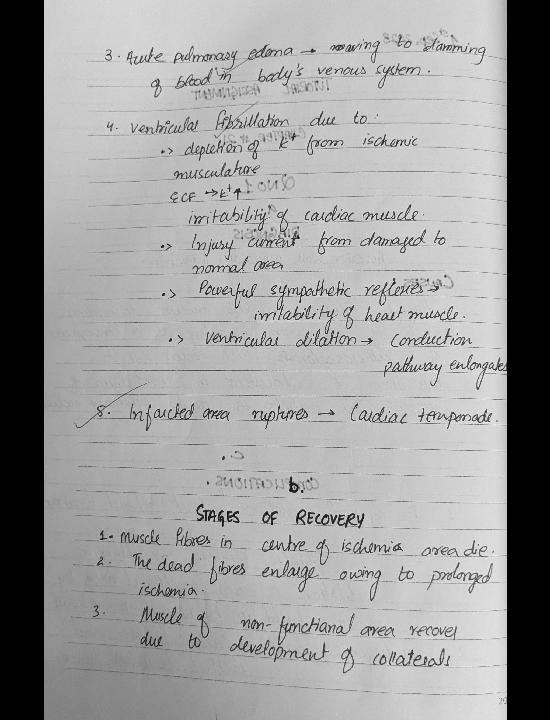 3. Acute pulmonary edema → owing to damming
of blood in body's venous system.
4. Ventricular fibrillation due to:
•> depletion of K+ from ischemic
musculature
ECF → K+↑
irritability of cardiac muscle.
•> Injury current from damaged to
normal area
•> Powerful sympathetic reflexes →
irritability of heart muscle.
•> Ventricular dilation → Conduction
pathway enlongates
8. Infarcted area ruptures → Cardiac temponade.
b.
STAGES OF RECOVERY
1. Muscle fibres in centre of ischemia area die.
2. The dead fibres enlarge owing to prolonged
ischemia.
3. Muscle of non-functional area recover
due to development of collaterals